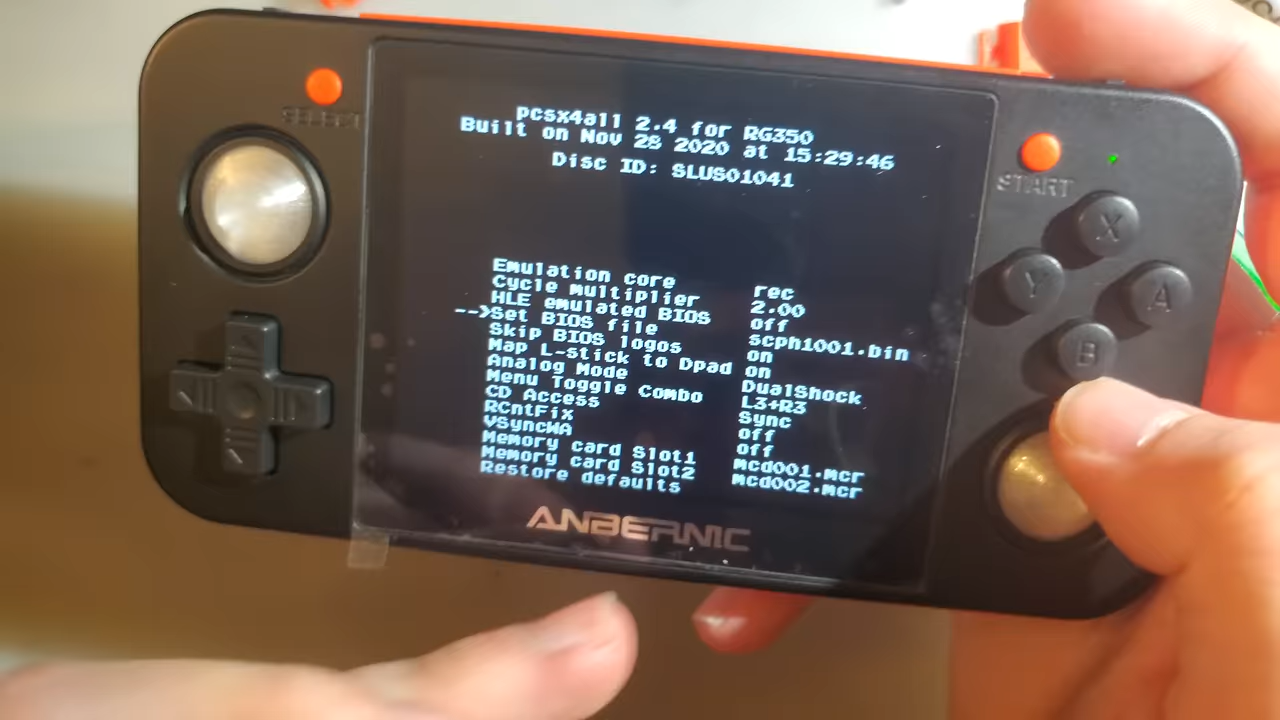 SELECT
pcsx4all 2.4 for RG350
Built on Nov 28 2020 at 15:29:46
Disc ID: SLUS01041
START
X
Y
A
B
Emulation core rec
Cycle Multiplier 2.00
HLE emulated BIOS off
-->Set BIOS file scph1001.bin
Skip BIOS logos on
Map L-stick to Dpad on
Analog Mode DualShock
Menu Toggle Combo L3+R3
CD Access Sync
RCntFix off
VSyncWA off
Memory card Slot1 mcd001.mcr
Memory card Slot2 mcd002.mcr
Restore defaults
ANBERNIC